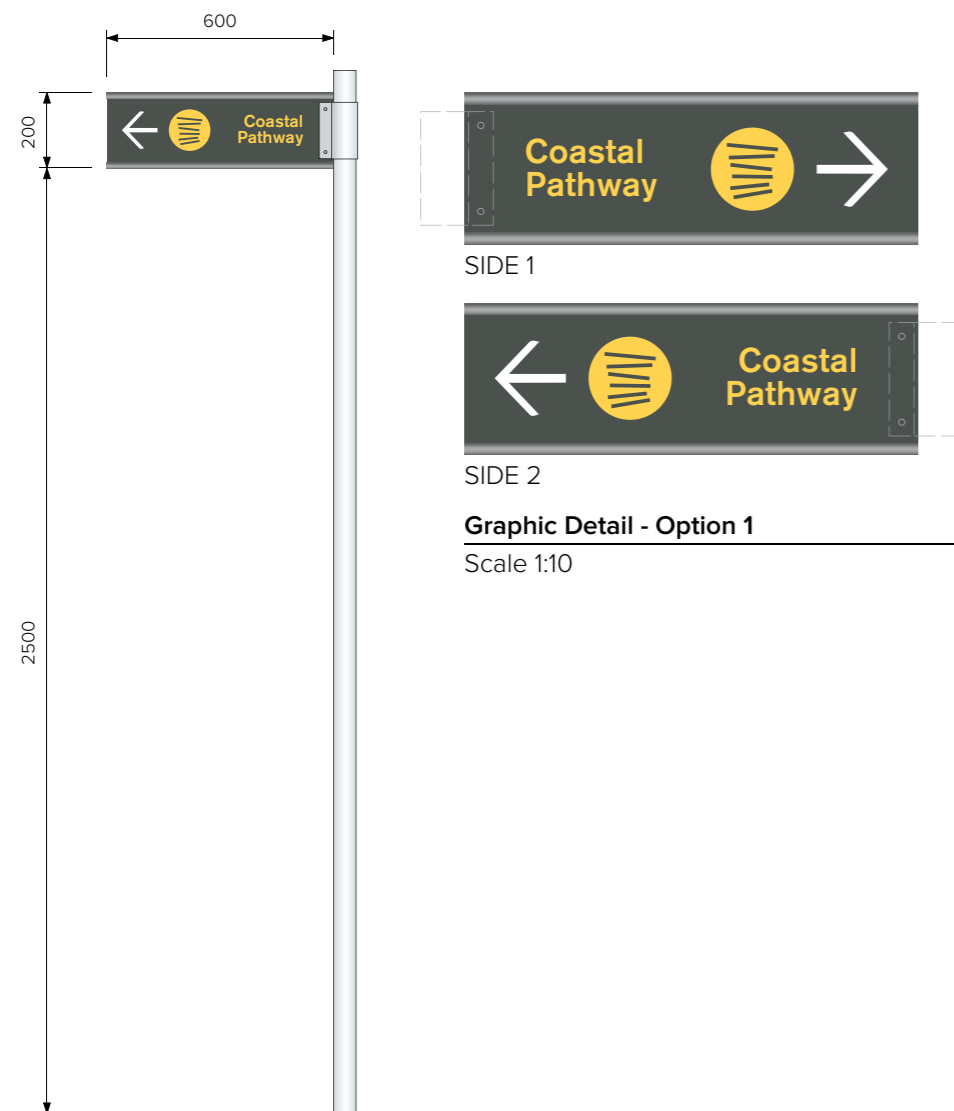 600
200
Coastal
Pathway
2500
Coastal
Pathway
SIDE 1
Coastal
Pathway
SIDE 2
Graphic Detail - Option 1
Scale 1:10